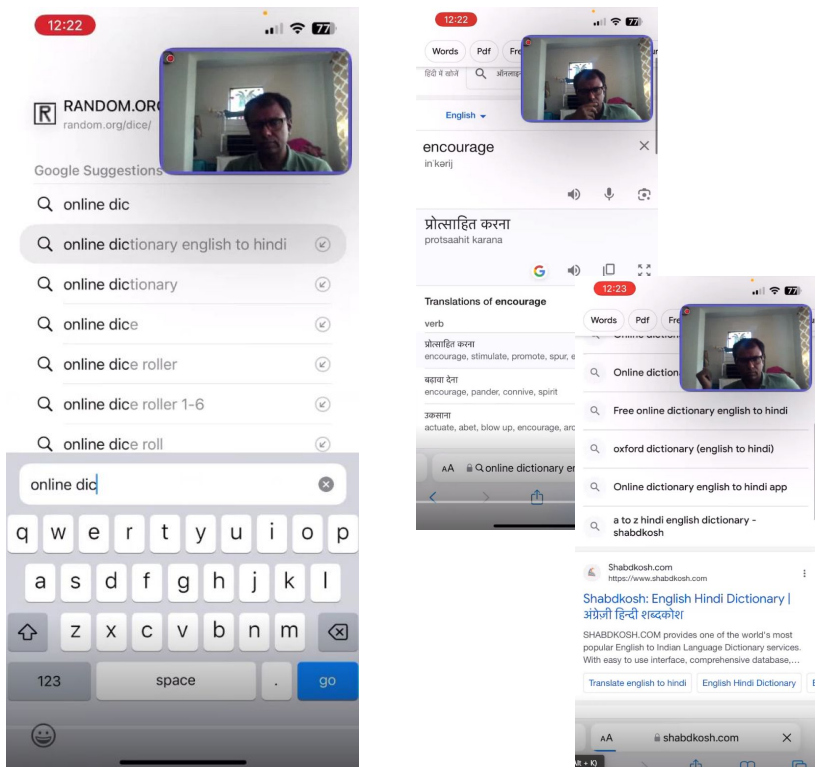 12:22
77
RANDOM.OR
random.org/dice/
Google Suggestions
online dic
online dictionary english to hindi
online dictionary
online dice
online dice roller
online dice roller 1-6
online dice roll
online dic
q w e r t y u i o p
a s d f g h j k l
z x c v b n m
123 space . go
12:22
77
Words Pdf Fre
हिंदी में खोजें
English
encourage
in'kərij
प्रोत्साहित करना
protsaahit karana
Translations of encourage
verb
प्रोत्साहित करना
encourage, stimulate, promote, spur, e
बढ़ावा देना
encourage, pander, connive, spirit
उकसाना
actuate, abet, blow up, encourage, aro
AA online dictionary en
12:23
77
Words Pdf Fre
Online diction
Free online dictionary english to hindi
oxford dictionary (english to hindi)
Online dictionary english to hindi app
a to z hindi english dictionary -
shabdkosh
Shabdkosh.com
https://www.shabdkosh.com
Shabdkosh: English Hindi Dictionary |
अंग्रेज़ी हिन्दी शब्दकोश
SHABDKOSH.COM provides one of the world's most
popular English to Indian Language Dictionary services.
With easy to use interface, comprehensive database,...
Translate english to hindi English Hindi Dictionary
AA shabdkosh.com
Alt + K)